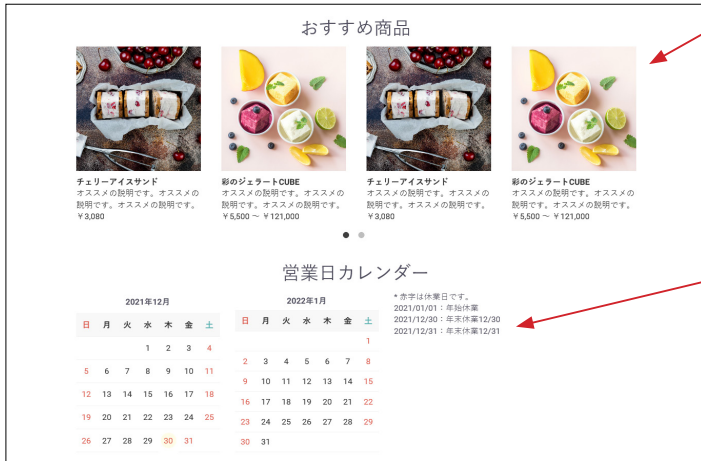 おすすめ商品
チェリーアイスサンド
オススメの説明です。オススメの
説明です。オススメの説明です。
￥3,080
彩のジェラートCUBE
オススメの説明です。オススメの
説明です。オススメの説明です。
￥5,500 ～ ￥121,000
チェリーアイスサンド
オススメの説明です。オススメの
説明です。オススメの説明です。
￥3,080
彩のジェラートCUBE
オススメの説明です。オススメの
説明です。オススメの説明です。
￥5,500 ～ ￥121,000
営業日カレンダー
2021年12月
日 月 火 水 木 金 土
1 2 3 4
5 6 7 8 9 10 11
12 13 14 15 16 17 18
19 20 21 22 23 24 25
26 27 28 29 30 31
2022年1月
日 月 火 水 木 金 土
1
2 3 4 5 6 7 8
9 10 11 12 13 14 15
16 17 18 19 20 21 22
23 24 25 26 27 28 29
30 31
* 赤字は休業日です。
2021/01/01：年始休業
2021/12/30：年末休業12/30
2021/12/31：年末休業12/31